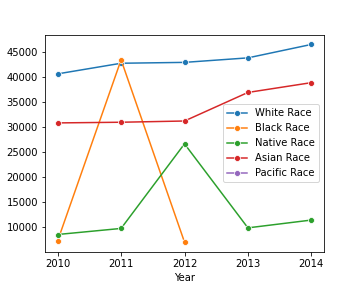 45000
40000
35000
30000
25000
20000
15000
10000
White Race
Black Race
Native Race
Asian Race
Pacific Race
2010 2011 2012 2013 2014
Year